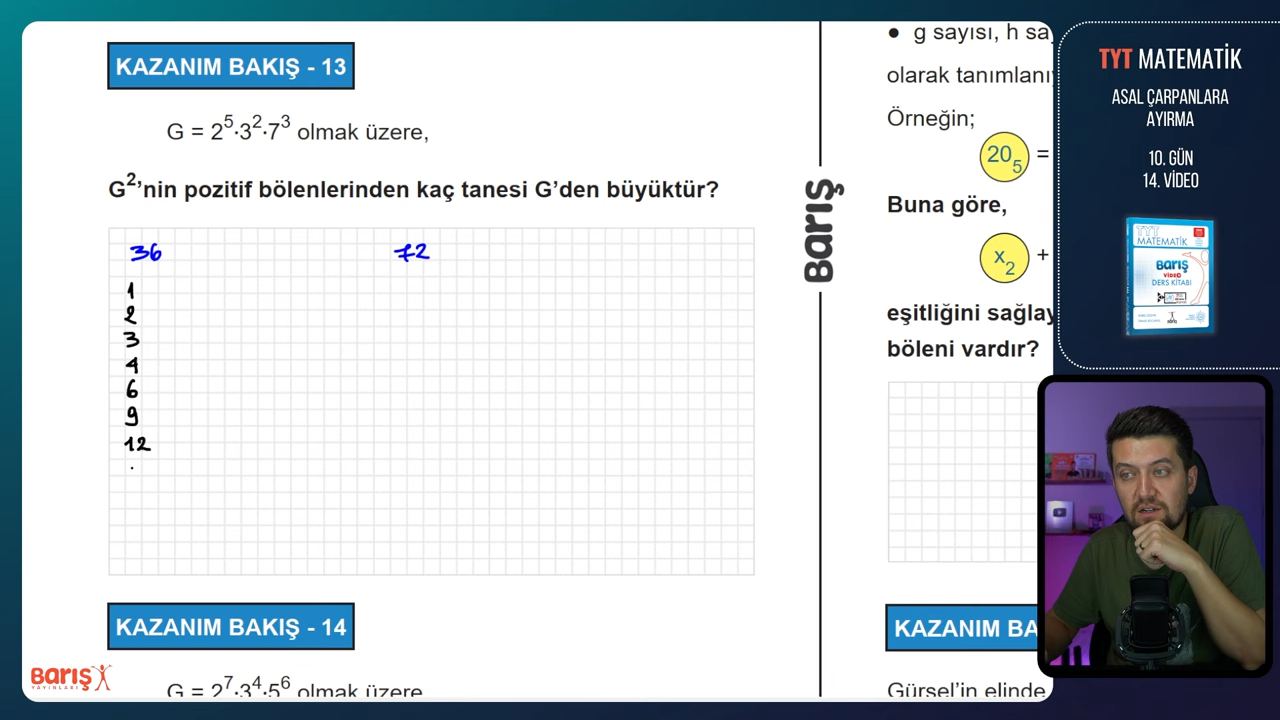 KAZANIM BAKIŞ - 13
G = 2⁵·3²·7³ olmak üzere,
G²'nin pozitif bölenlerinden kaç tanesi G'den büyüktür?
36
72
1
2
3
4
6
9
12
KAZANIM BAKIŞ - 14
G = 2⁷·3⁴·5⁶ olmak üzere
Barış
YAYINLARI
Barış
● g sayısı, h sa
olarak tanımlanı
Örneğin;
20₅ =
Buna göre,
x₂ +
eşitliğini sağlay
böleni vardır?
KAZANIM BA
Gürsel'in elinde
TYT MATEMATİK
ASAL ÇARPANLARA
AYIRMA
10. GÜN
14. VİDEO
TYT
MATEMATİK
Barış
VİDEO
DERS KİTABI